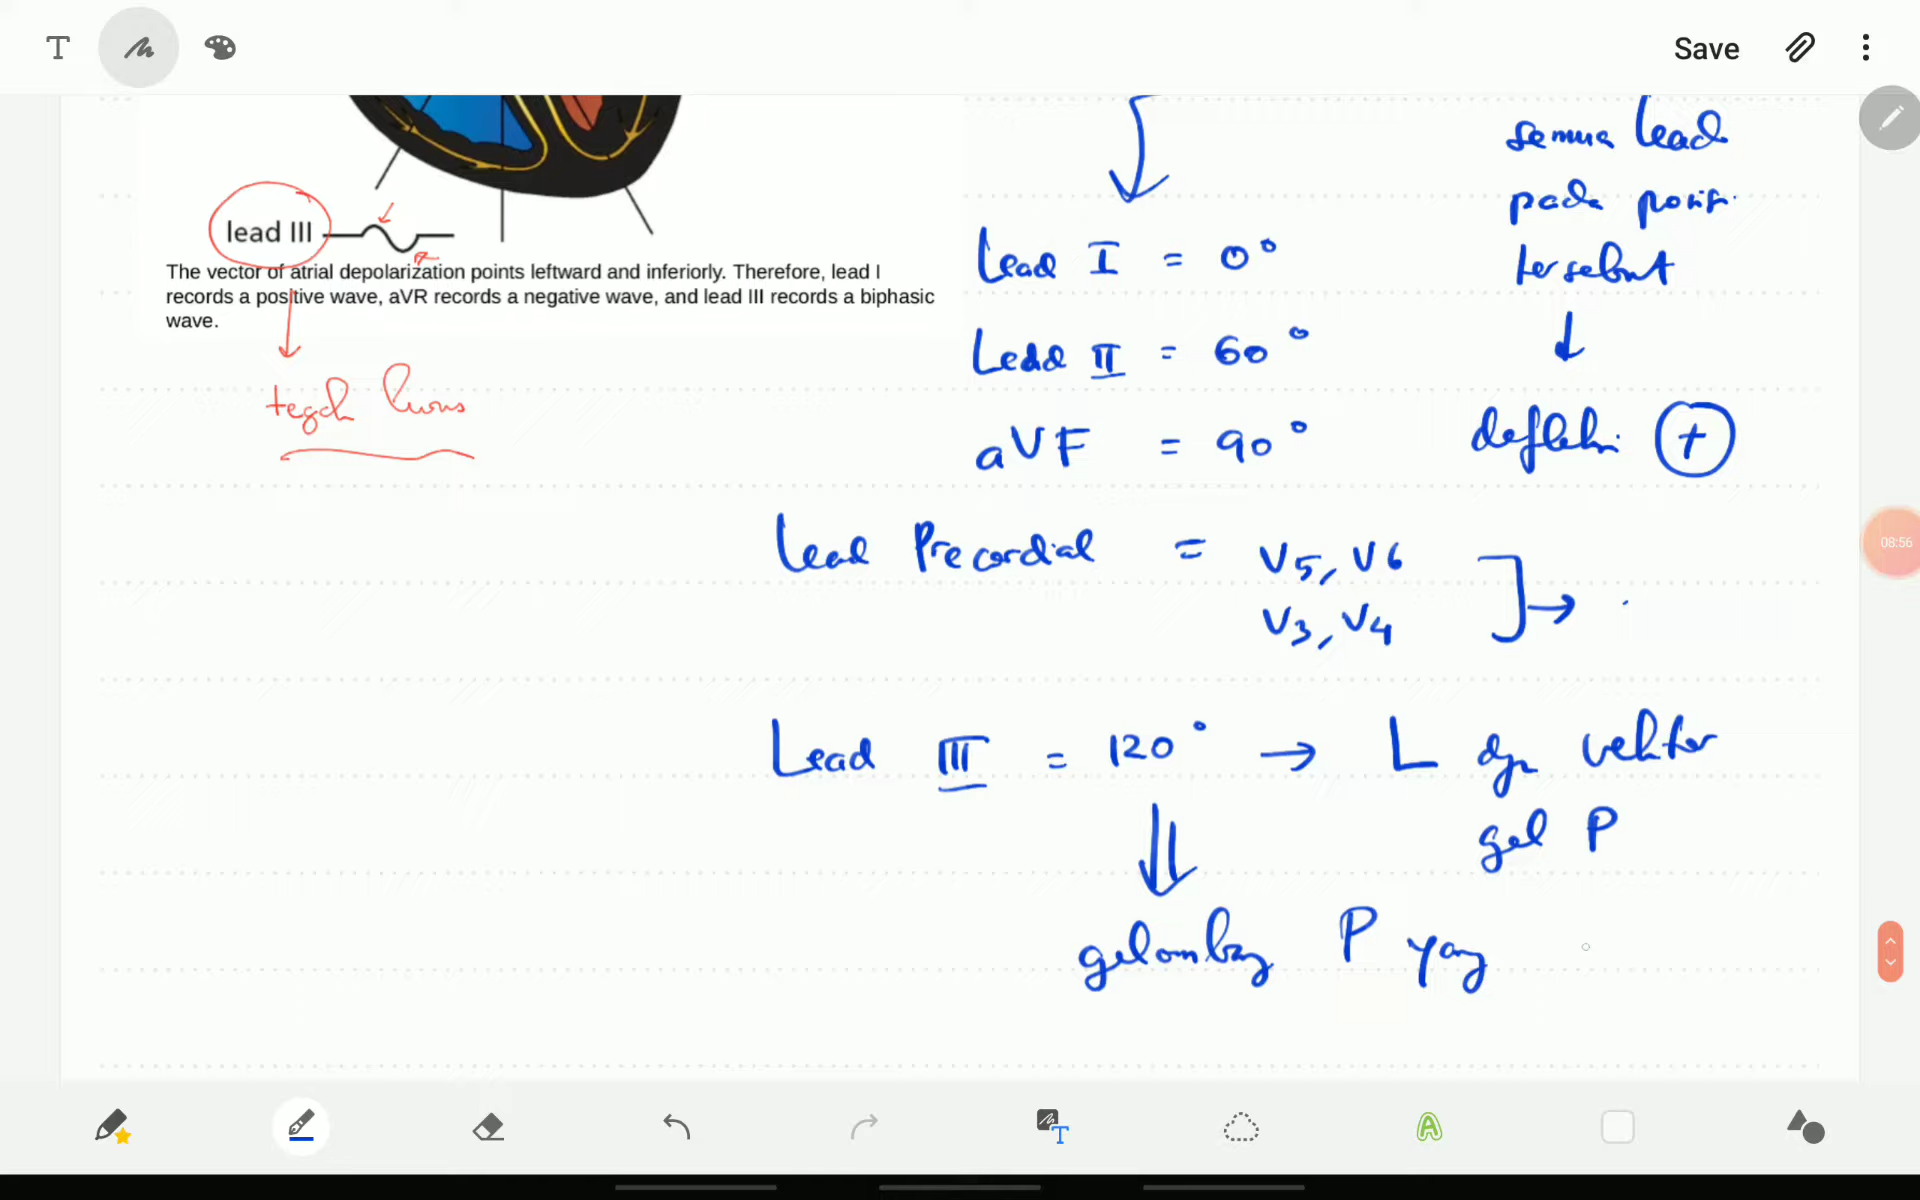 Save
lead III
The vector of atrial depolarization points leftward and inferiorly. Therefore, lead I
records a positive wave, aVR records a negative wave, and lead III records a biphasic
wave.
tegak lurus
semua lead
pada posisi
tersebut
Lead I = 0°
Lead II = 60°
aVF = 90°
defleksi +
Lead Precordial = V5, V6
V3, V4
08:56
Lead III = 120° → L dgn vektor
gel P
gelombang P yang